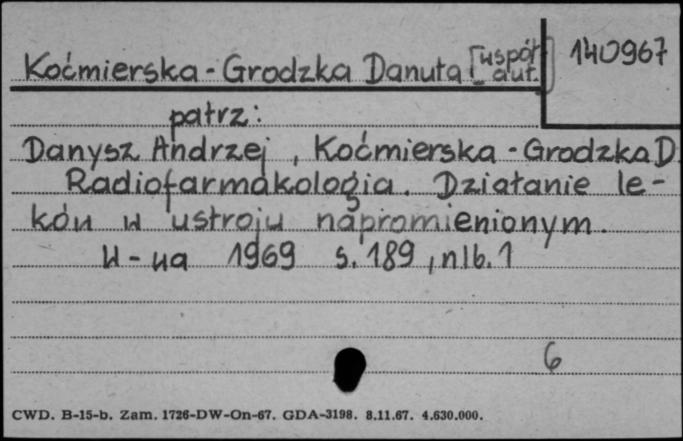 Koćmierska-Grodzka Danuta [współ 140967
aut.]
patrz:
Danysz Andrzej, Koćmierska-Grodzka D.
Radiofarmakologia. Działanie le-
ków w ustroju napromienionym.
W-wa 1969 s. 189, nlb. 1
6
CWD. B-15-b. Zam. 1726-DW-On-67. GDA-3198. 8.11.67. 4.630.000.